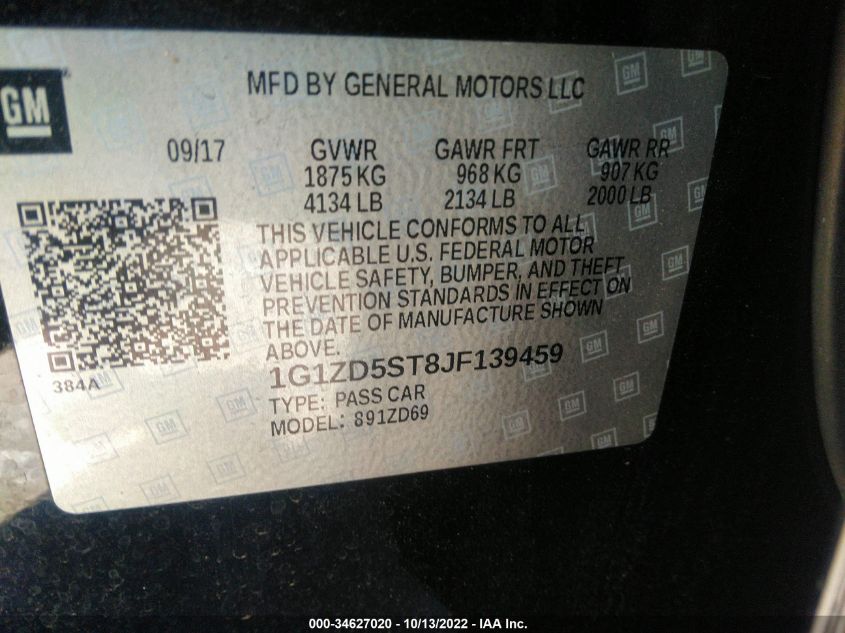 GM
MFD BY GENERAL MOTORS LLC
09/17 GVWR GAWR FRT GAWR RR
1875 KG 968 KG 907 KG
4134 LB 2134 LB 2000 LB
THIS VEHICLE CONFORMS TO ALL
APPLICABLE U.S. FEDERAL MOTOR
VEHICLE SAFETY, BUMPER, AND THEFT
PREVENTION STANDARDS IN EFFECT ON
THE DATE OF MANUFACTURE SHOWN
ABOVE.
384A
1G1ZD5ST8JF139459
TYPE: PASS CAR
MODEL: 891ZD69
000-34627020 - 10/13/2022 - IAA Inc.